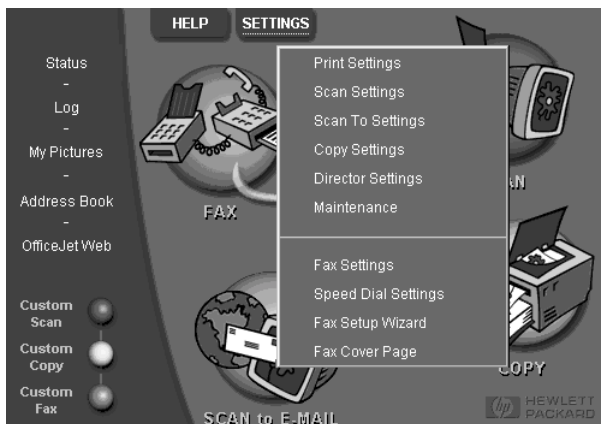 HELP SETTINGS
Status
-
Log
-
My Pictures
-
Address Book
-
OfficeJet Web
Custom
Scan
Custom
Copy
Custom
Fax
Print Settings
Scan Settings
Scan To Settings
Copy Settings
Director Settings
Maintenance
Fax Settings
Speed Dial Settings
Fax Setup Wizard
Fax Cover Page
FAX
AN
SCAN to E-MAIL
COPY
hp HEWLETT
PACKARD